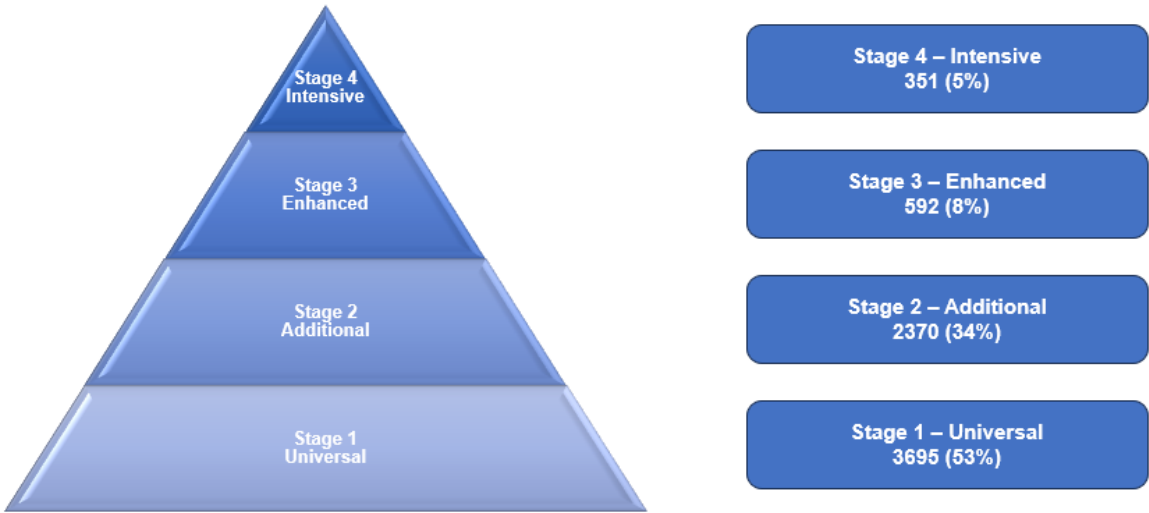 Stage 4
Intensive
Stage 3
Enhanced
Stage 2
Additional
Stage 1
Universal
Stage 4 – Intensive
351 (5%)
Stage 3 – Enhanced
592 (8%)
Stage 2 – Additional
2370 (34%)
Stage 1 – Universal
3695 (53%)